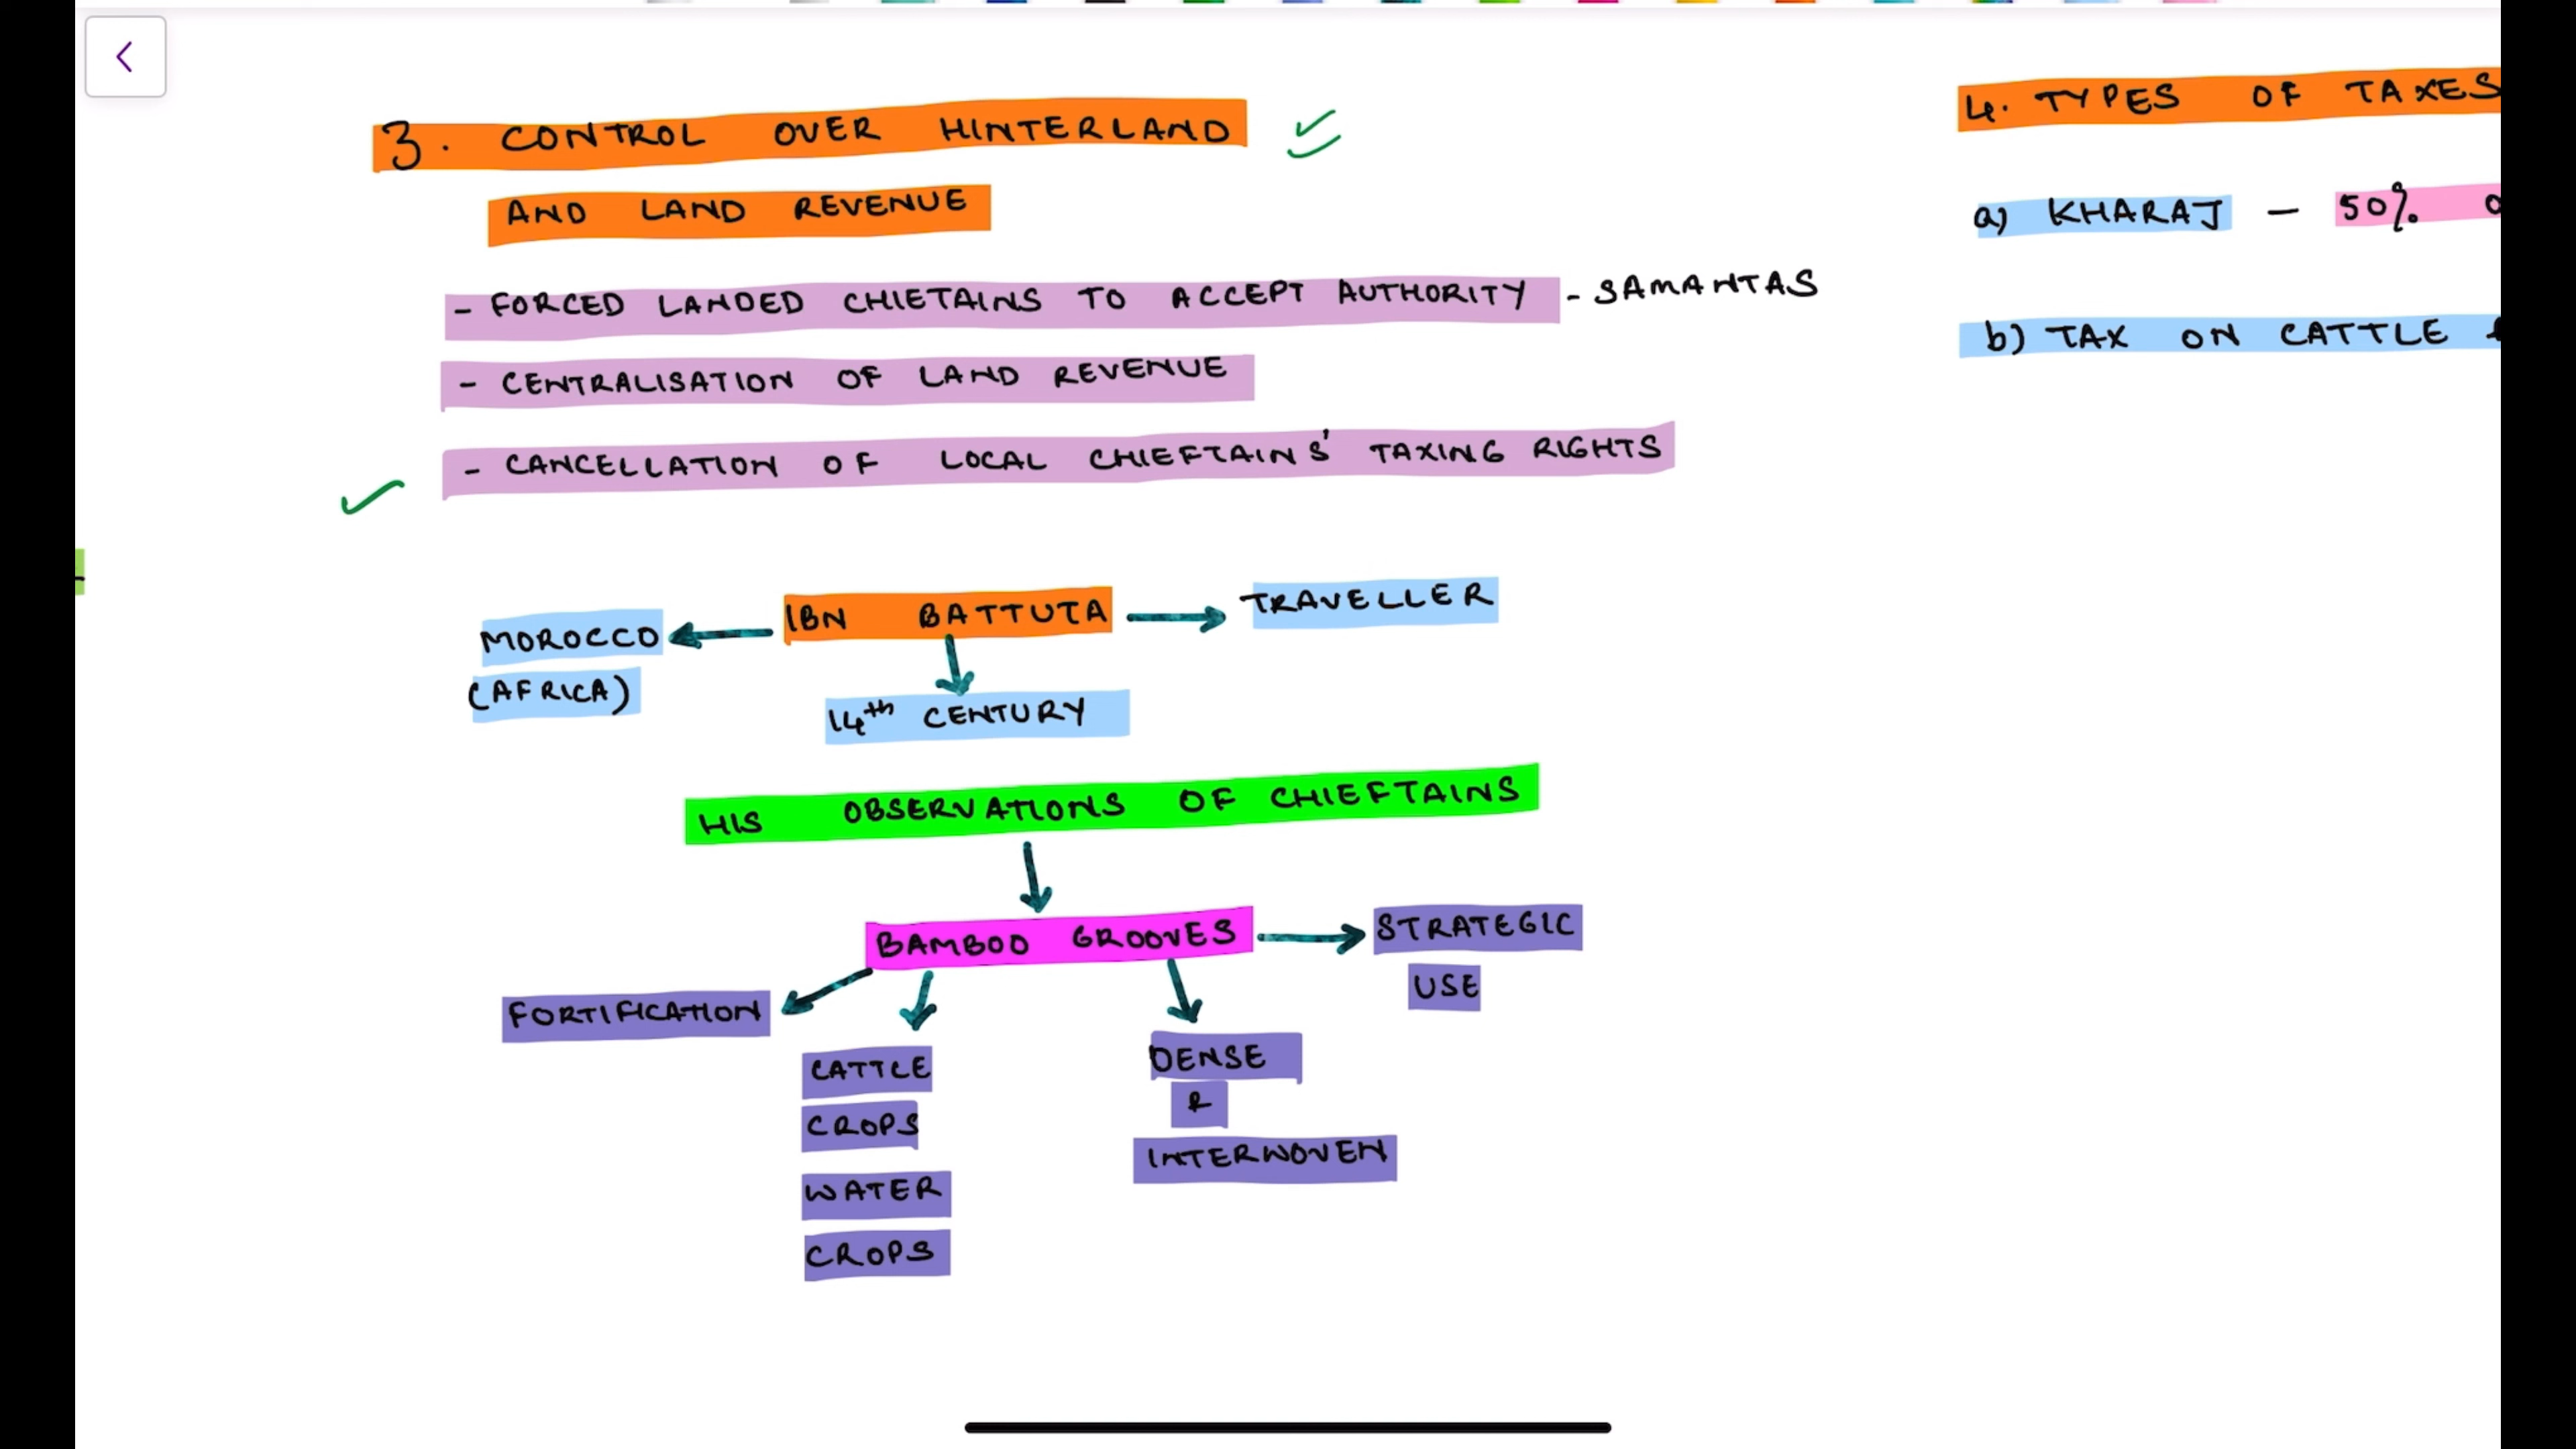 3. CONTROL OVER HINTERLAND
AND LAND REVENUE
- FORCED LANDED CHIETAINS TO ACCEPT AUTHORITY - SAMANTAS
- CENTRALISATION OF LAND REVENUE
- CANCELLATION OF LOCAL CHIEFTAINS' TAXING RIGHTS
MOROCCO
(AFRICA)
IBN BATTUTA
TRAVELLER
14th CENTURY
HIS OBSERVATIONS OF CHIEFTAINS
BAMBOO GROOVES
STRATEGIC
USE
FORTIFICATION
CATTLE
CROPS
WATER
CROPS
DENSE
&
INTERWOVEN
4. TYPES OF TAXES
a) KHARAJ - 50%
b) TAX ON CATTLE